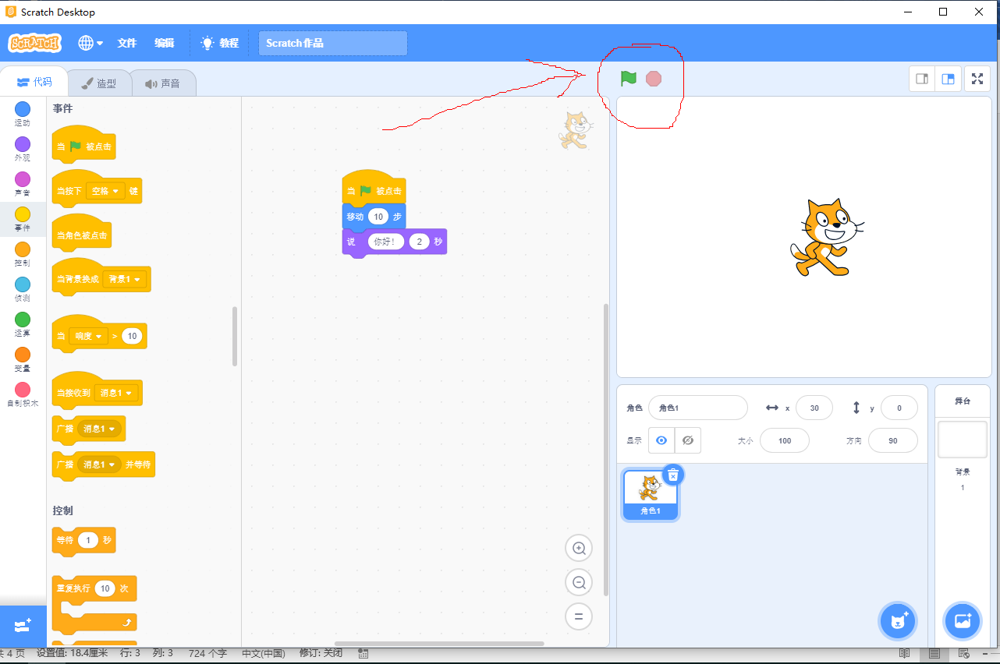 Scratch Desktop
SCRATCH 文件 编辑 教程 Scratch作品
代码 造型 声音
运动
外观
声音
事件
控制
侦测
运算
变量
自制积木
事件
当 被点击
当按下 空格 键
当角色被点击
当背景换成 背景1
当 响度 > 10
当接收到 消息1
广播 消息1
广播 消息1 并等待
控制
等待 1 秒
重复执行 10 次
当 被点击
移动 10 步
说 你好! 2 秒
角色 角色1 x 30 y 0
显示 大小 100 方向 90
角色1
舞台
背景
1
共 4 页 设置值: 18.4厘米 行: 3 列: 3 724 个字 中文(中国) 修订: 关闭